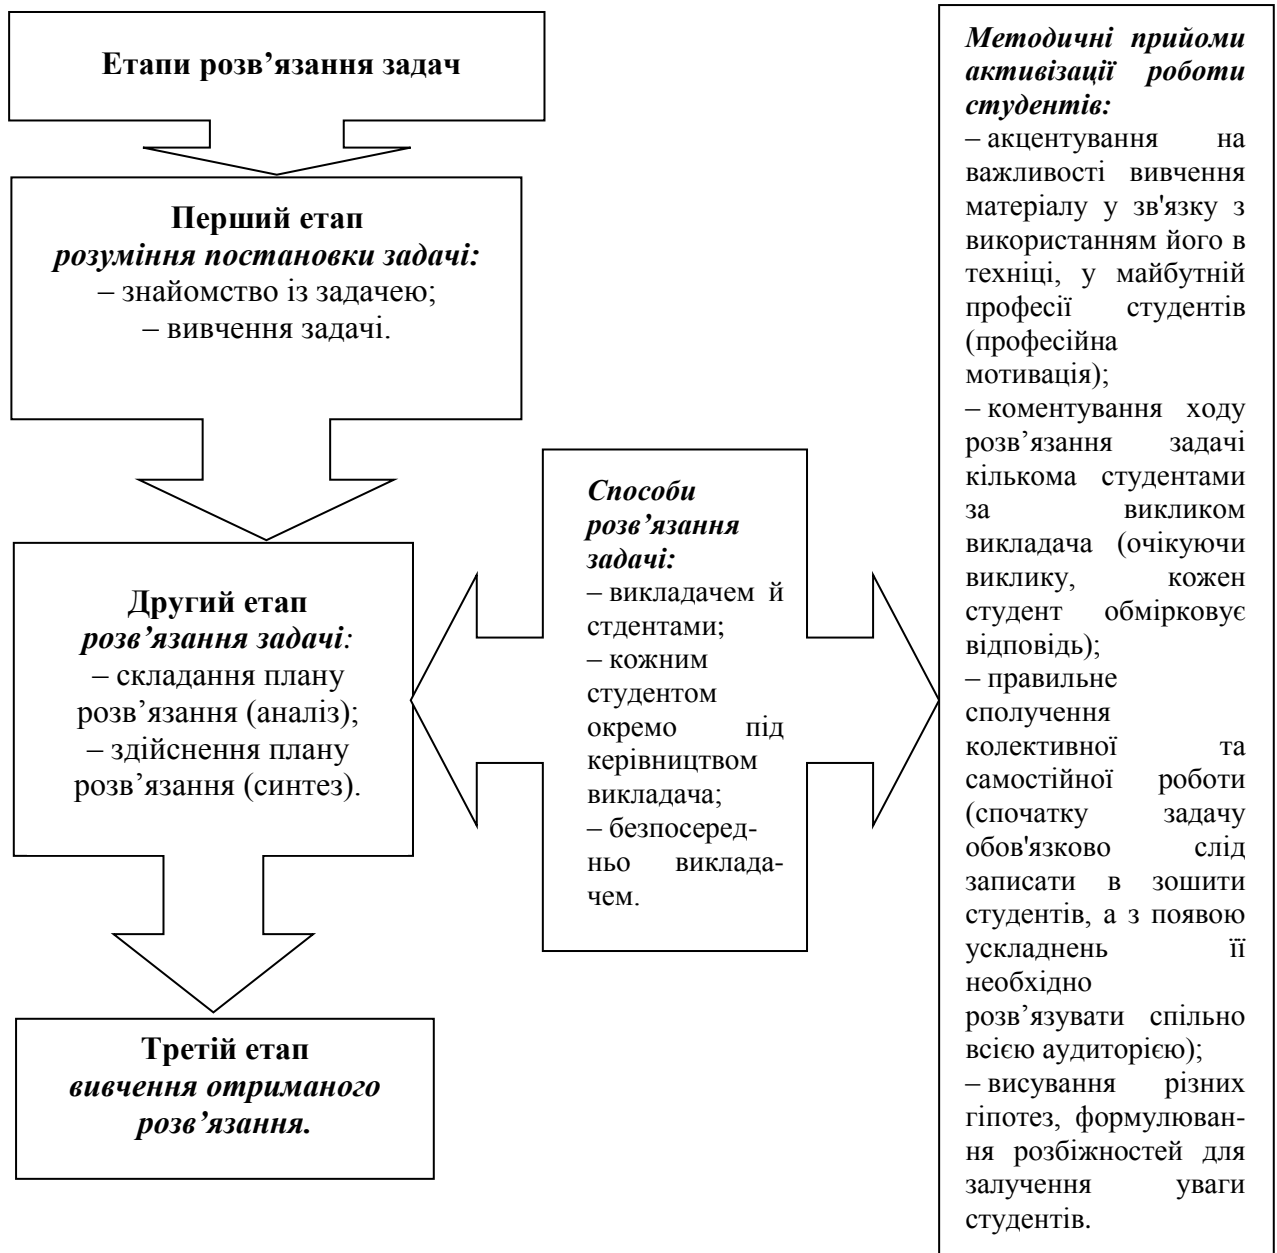 Етапи розв’язання задач
Перший етап
розуміння постановки задачі:
– знайомство із задачею;
– вивчення задачі.
Другий етап
розв’язання задачі:
– складання плану
розв’язання (аналіз);
– здійснення плану
розв’язання (синтез).
Третій етап
вивчення отриманого
розв’язання.
Способи
розв’язання
задачі:
– викладачем й
стдентами;
– кожним
студентом
окремо під
керівництвом
викладача;
– безпосеред-
ньо виклада-
чем.
Методичні прийоми
активізації роботи
студентів:
– акцентування на
важливості вивчення
матеріалу у зв'язку з
використанням його в
техніці, у майбутній
професії студентів
(професійна
мотивація);
– коментування ходу
розв’язання задачі
кількома студентами
за викликом
викладача (очікуючи
виклику, кожен
студент обмірковує
відповідь);
– правильне
сполучення
колективної та
самостійної роботи
(спочатку задачу
обов'язково слід
записати в зошити
студентів, а з появою
ускладнень її
необхідно
розв’язувати спільно
всією аудиторією);
– висування різних
гіпотез, формулюван-
ня розбіжностей для
залучення уваги
студентів.